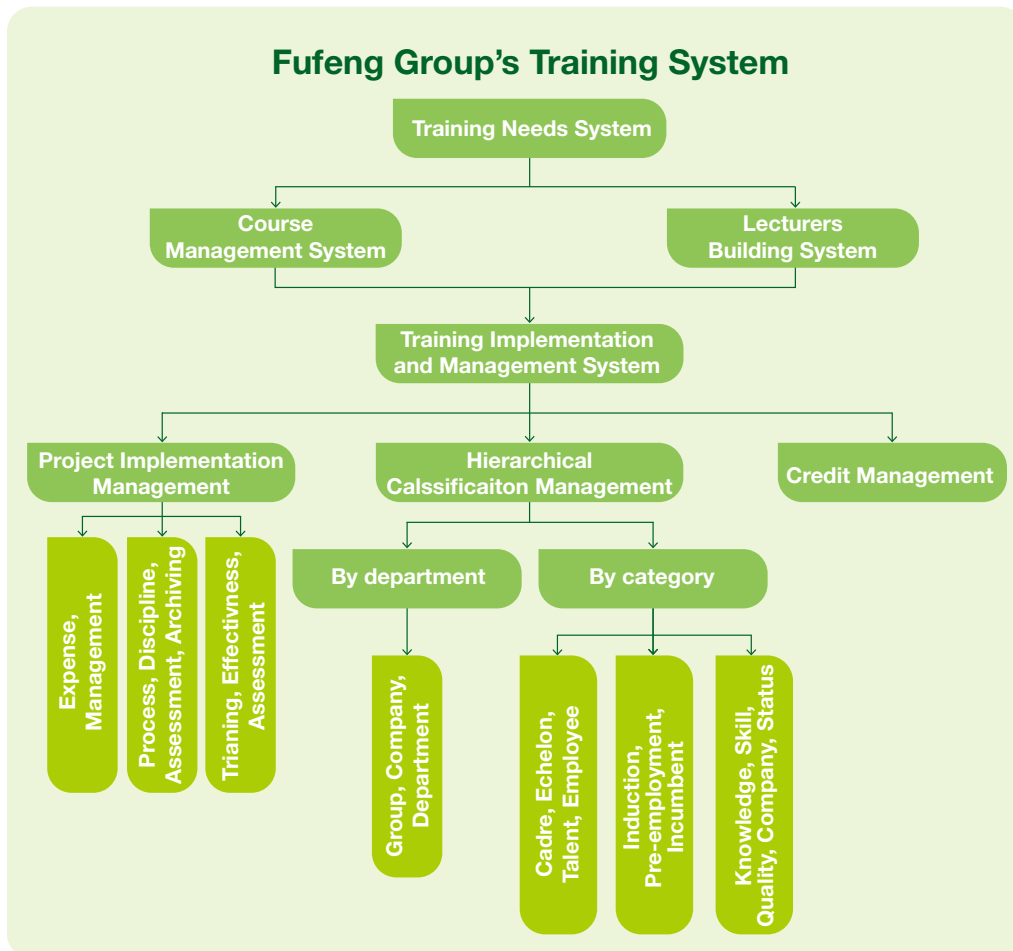 Fufeng Group’s Training System
Training Needs System
Course
Management System
Lecturers
Building System
Training Implementation
and Management System
Project Implementation
Management
Hierarchical
Calssificaiton Management
Credit Management
Expense,
Management
Process, Discipline,
Assessment, Archiving
Trianing, Effectivness,
Assessment
By department
By category
Group, Company,
Department
Cadre, Echelon,
Talent, Employee
Induction,
Pre-employment,
Incumbent
Knowledge, Skill,
Quality, Company, Status